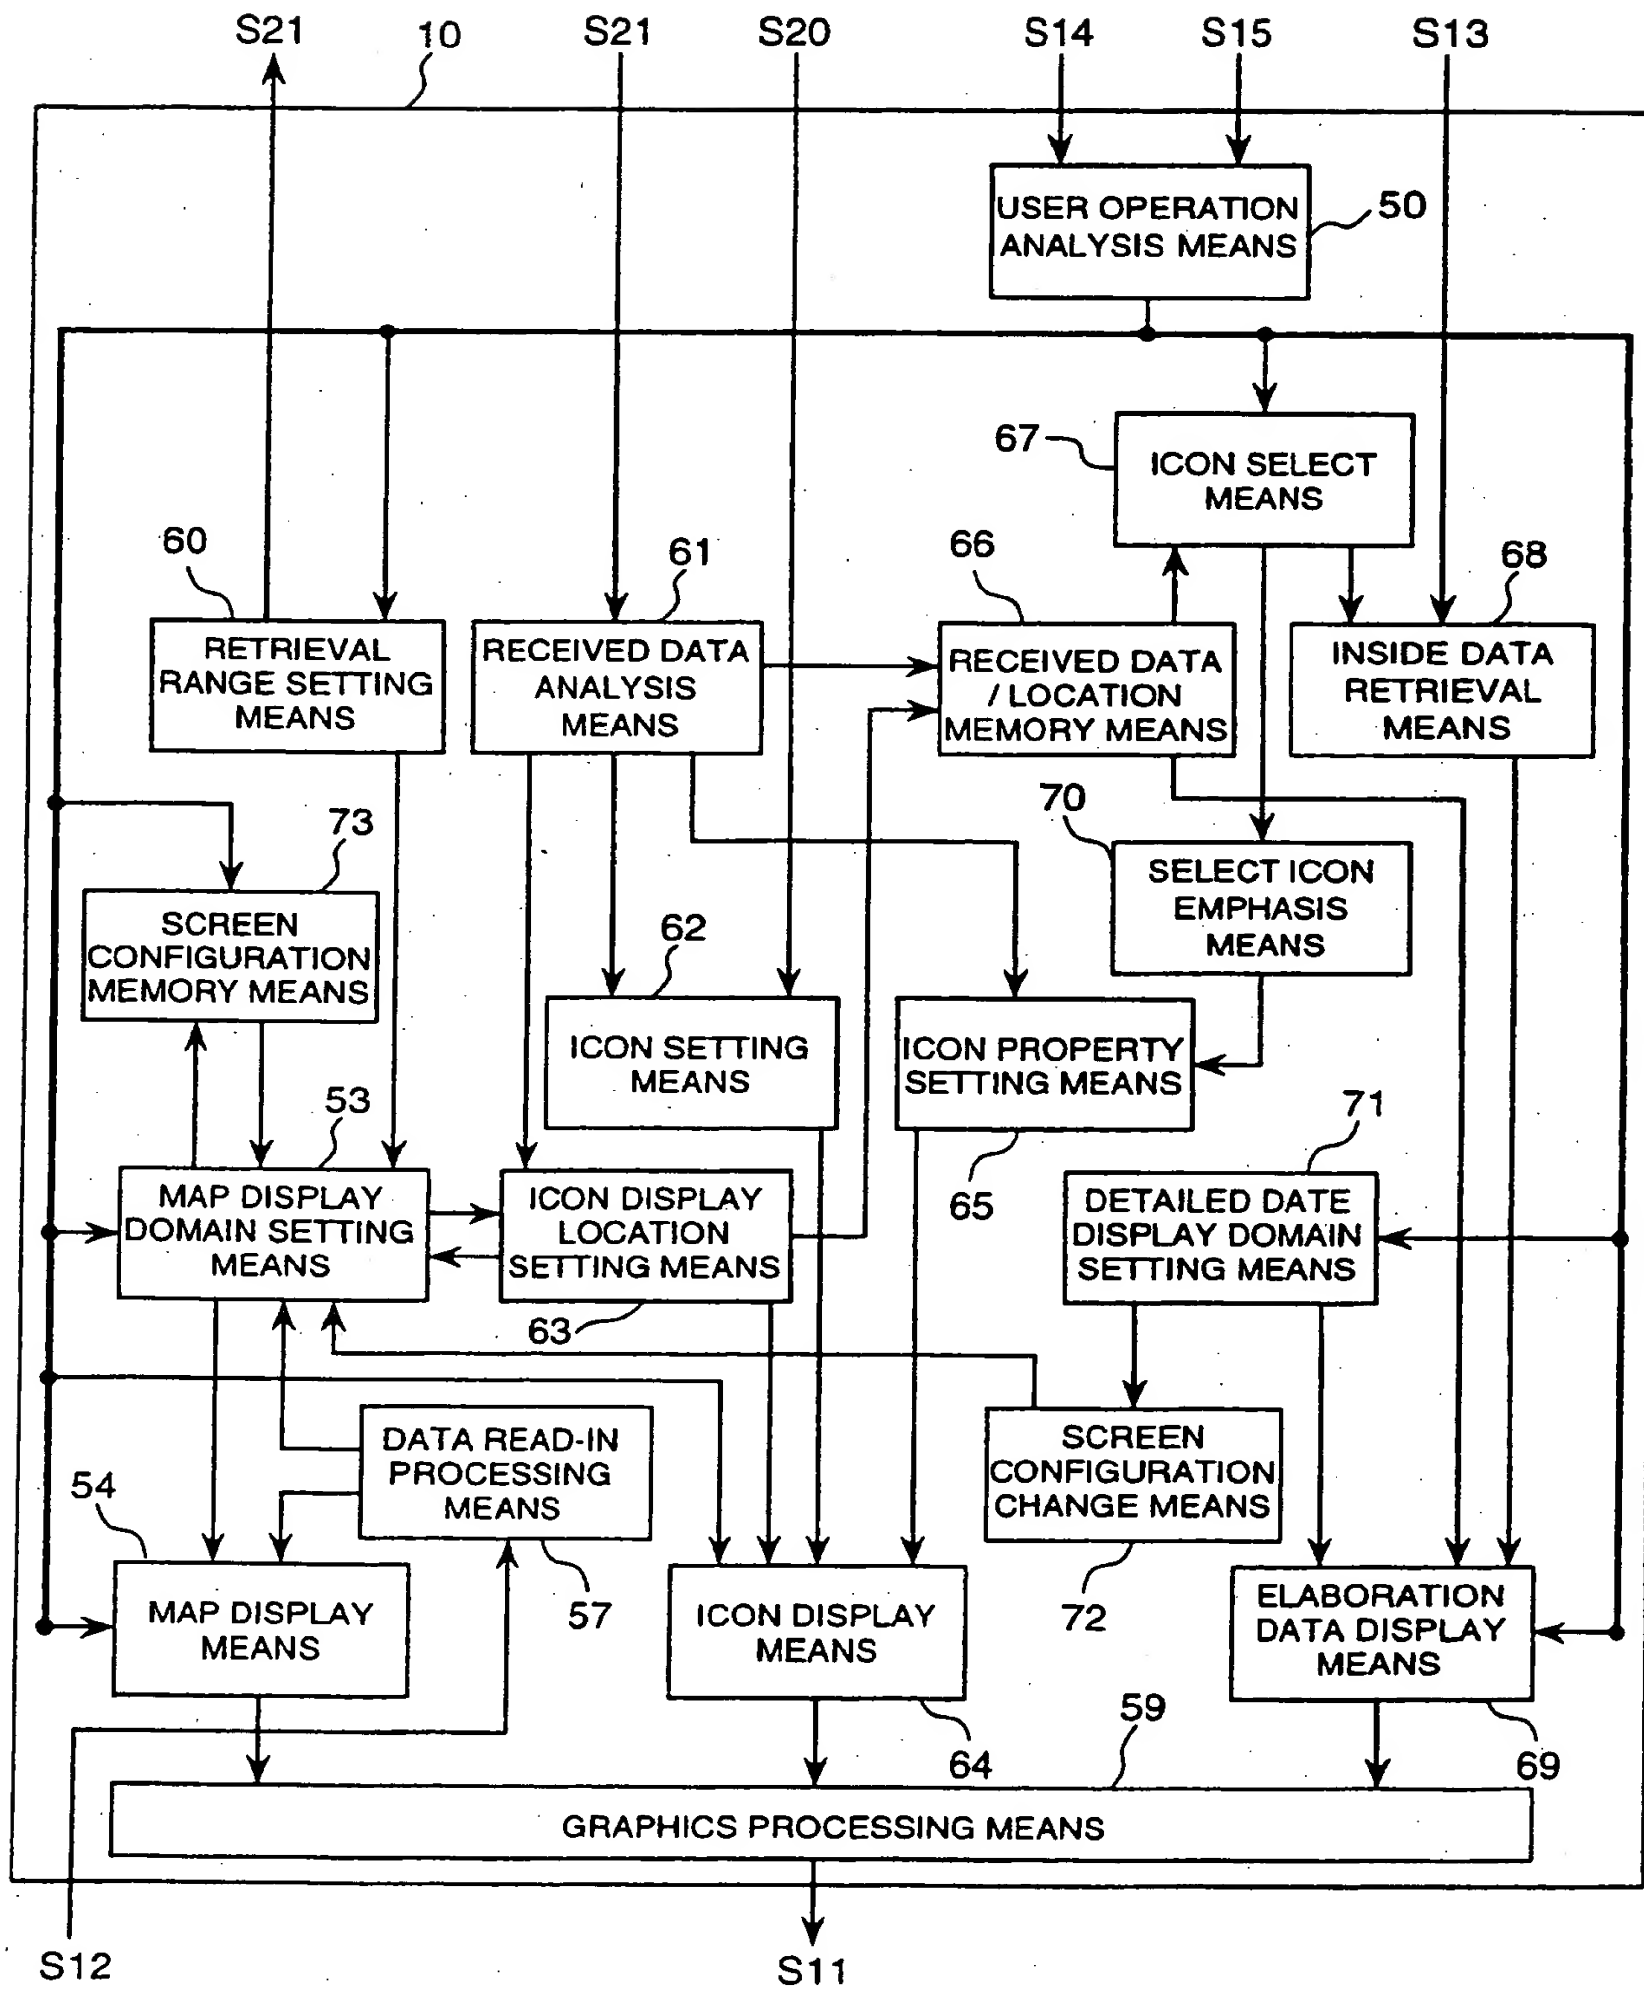 S21
10
S21
S20
S14
S15
S13
USER OPERATION
ANALYSIS MEANS
50
67
ICON SELECT
MEANS
60
61
66
68
RETRIEVAL
RANGE SETTING
MEANS
RECEIVED DATA
ANALYSIS
MEANS
RECEIVED DATA
/ LOCATION
MEMORY MEANS
INSIDE DATA
RETRIEVAL
MEANS
73
70
SCREEN
CONFIGURATION
MEMORY MEANS
62
SELECT ICON
EMPHASIS
MEANS
ICON SETTING
MEANS
ICON PROPERTY
SETTING MEANS
53
65
71
MAP DISPLAY
DOMAIN SETTING
MEANS
ICON DISPLAY
LOCATION
SETTING MEANS
63
DETAILED DATE
DISPLAY DOMAIN
SETTING MEANS
DATA READ-IN
PROCESSING
MEANS
57
SCREEN
CONFIGURATION
CHANGE MEANS
72
54
MAP DISPLAY
MEANS
ICON DISPLAY
MEANS
64
ELABORATION
DATA DISPLAY
MEANS
69
59
GRAPHICS PROCESSING MEANS
S12
S11